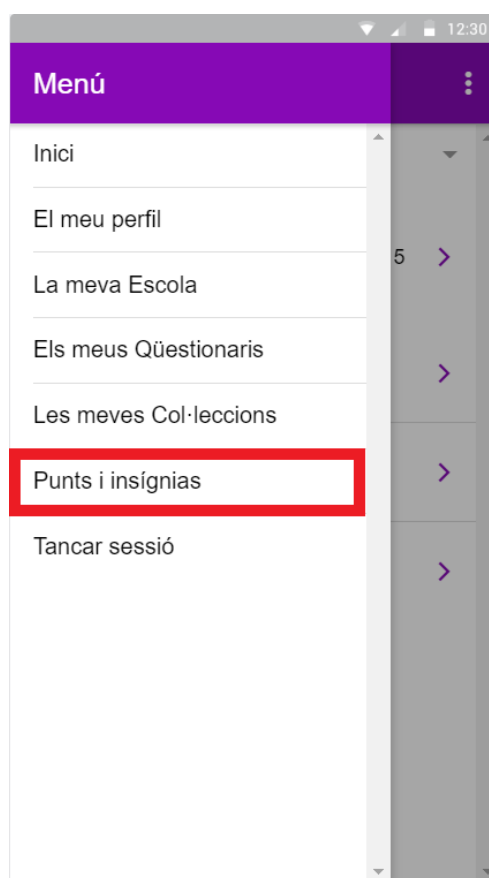 12:30
Menú
Inici
El meu perfil
La meva Escola
5
Els meus Qüestionaris
Les meves Col·leccions
Punts i insígnias
Tancar sessió